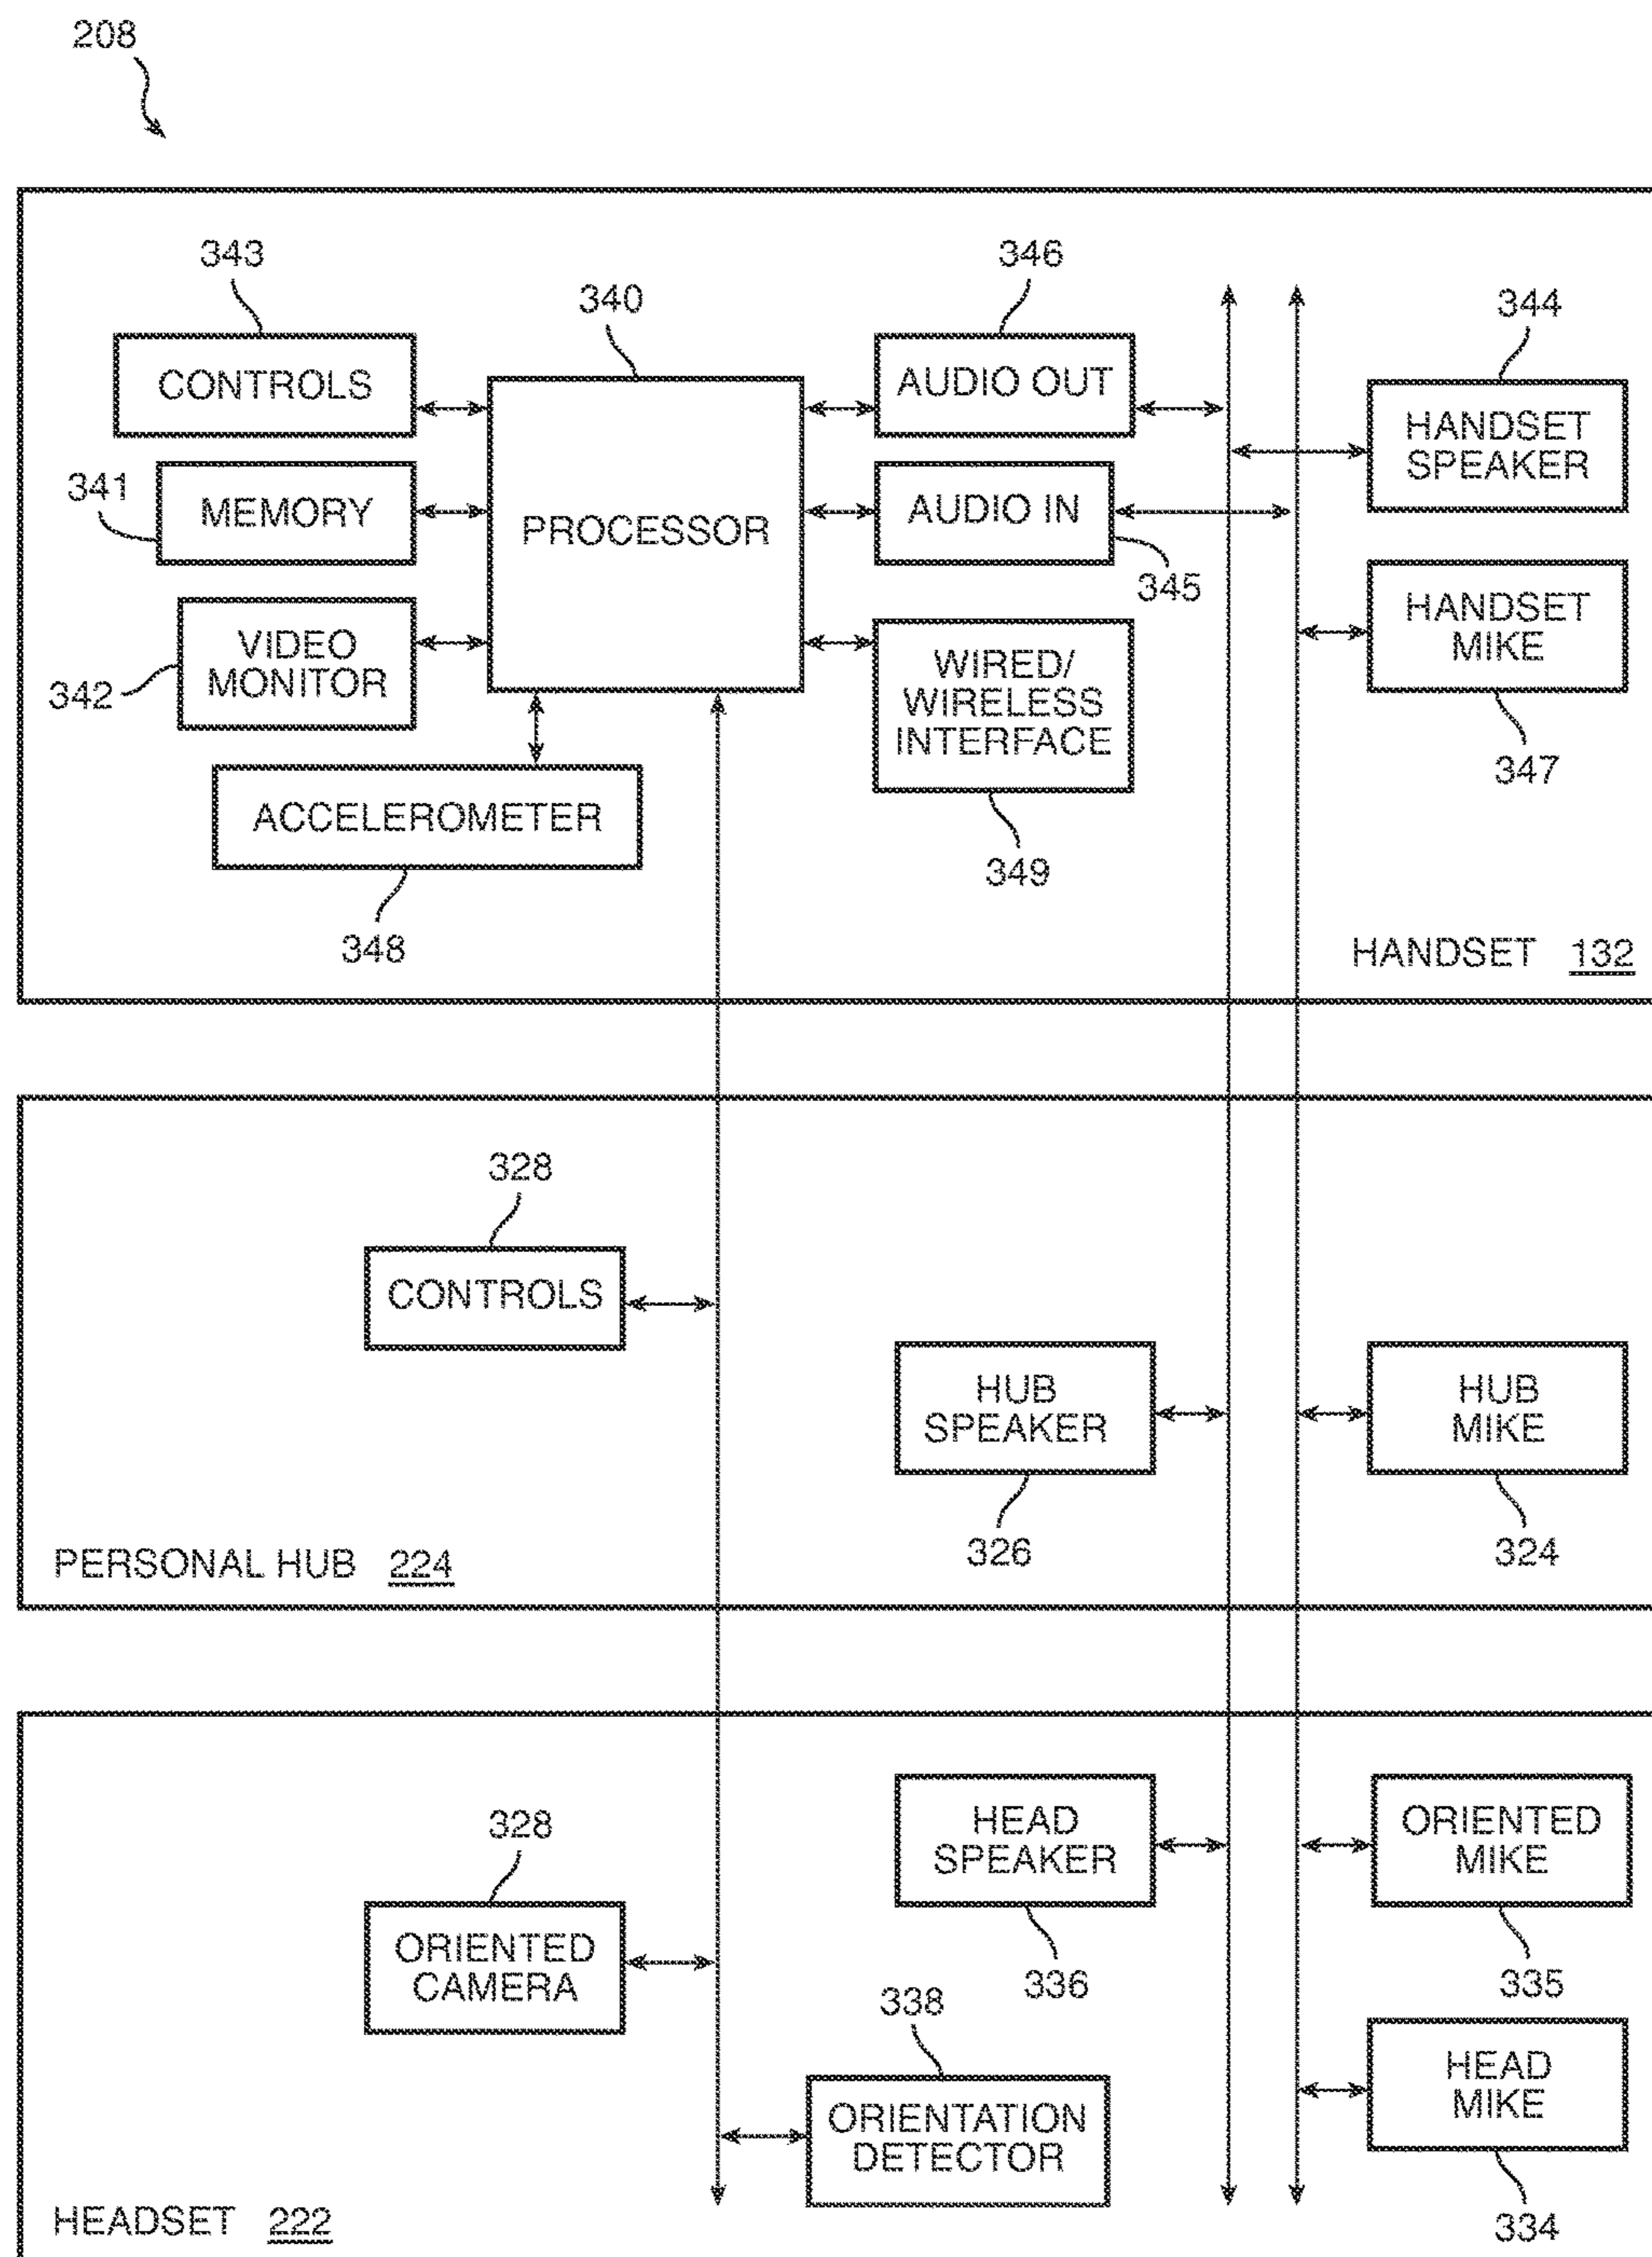 208
343
340
346
344
CONTROLS
AUDIO OUT
HANDSET
SPEAKER
341
MEMORY
PROCESSOR
AUDIO IN
345
HANDSET
MIKE
347
342
VIDEO
MONITOR
WIRED/
WIRELESS
INTERFACE
349
ACCELEROMETER
348
HANDSET 132
328
CONTROLS
HUB
SPEAKER
326
HUB
MIKE
324
PERSONAL HUB 224
328
ORIENTED
CAMERA
HEAD
SPEAKER
336
ORIENTED
MIKE
335
338
ORIENTATION
DETECTOR
HEAD
MIKE
334
HEADSET 222